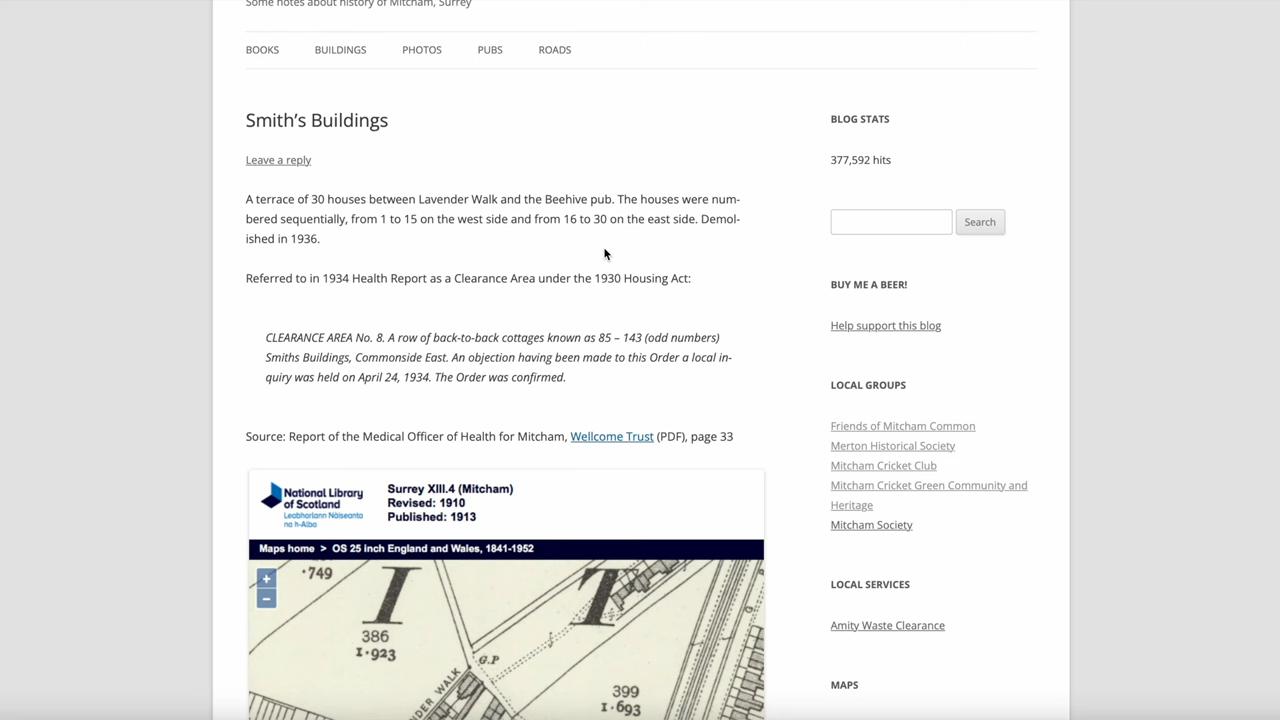 Some notes about history of Mitcham, Surrey
BOOKS BUILDINGS PHOTOS PUBS ROADS
Smith's Buildings
Leave a reply
A terrace of 30 houses between Lavender Walk and the Beehive pub. The houses were num-
bered sequentially, from 1 to 15 on the west side and from 16 to 30 on the east side. Demol-
ished in 1936.
Referred to in 1934 Health Report as a Clearance Area under the 1930 Housing Act:
CLEARANCE AREA No. 8. A row of back-to-back cottages known as 85 – 143 (odd numbers)
Smiths Buildings, Commonside East. An objection having been made to this Order a local in-
quiry was held on April 24, 1934. The Order was confirmed.
Source: Report of the Medical Officer of Health for Mitcham, Wellcome Trust (PDF), page 33
National Library
of Scotland
Leabharlann Nàiseanta
na h-Alba
Surrey XIII.4 (Mitcham)
Revised: 1910
Published: 1913
Maps home > OS 25 inch England and Wales, 1841-1952
+
−
·749
I
T
386
1·923
G.P
DER WALK
399
1·693
BLOG STATS
377,592 hits
Search
BUY ME A BEER!
Help support this blog
LOCAL GROUPS
Friends of Mitcham Common
Merton Historical Society
Mitcham Cricket Club
Mitcham Cricket Green Community and
Heritage
Mitcham Society
LOCAL SERVICES
Amity Waste Clearance
MAPS